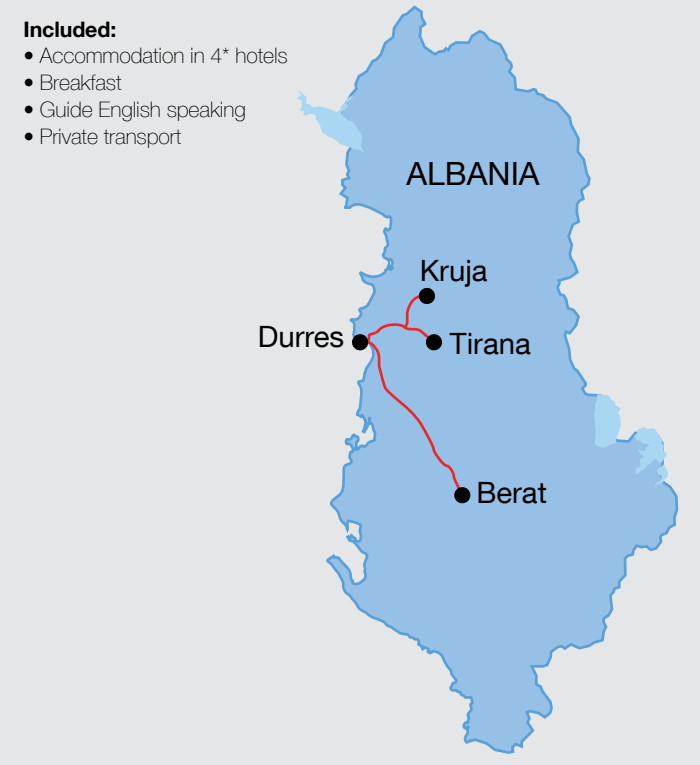 Included:
• Accommodation in 4* hotels
• Breakfast
• Guide English speaking
• Private transport
ALBANIA
Kruja
Durres
Tirana
Berat